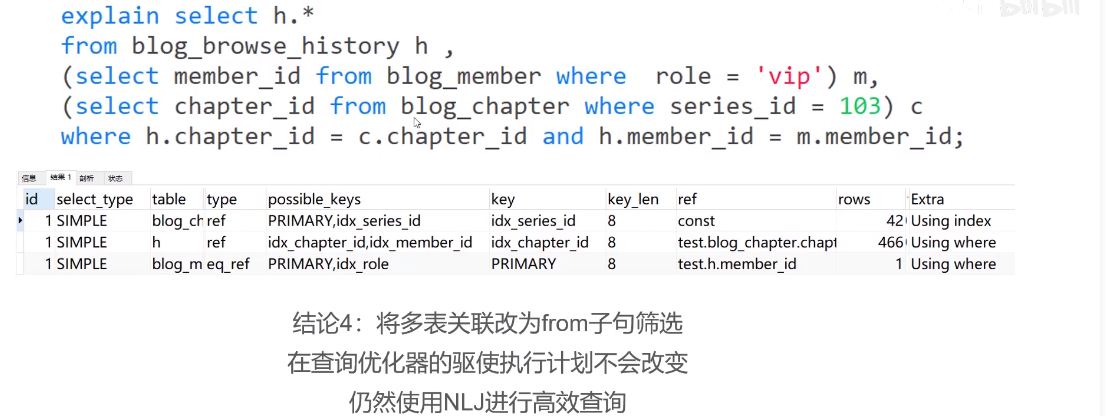 explain select h.*
from blog_browse_history h ,
(select member_id from blog_member where  role = 'vip') m,
(select chapter_id from blog_chapter where series_id = 103) c
where h.chapter_id = c.chapter_id and h.member_id = m.member_id;
信息 结果 1 剖析 状态
id select_type table type possible_keys key key_len ref rows Extra
1 SIMPLE blog_ch ref PRIMARY,idx_series_id idx_series_id 8 const 42 Using index
1 SIMPLE h ref idx_chapter_id,idx_member_id idx_chapter_id 8 test.blog_chapter.chapt 466 Using where
1 SIMPLE blog_m eq_ref PRIMARY,idx_role PRIMARY 8 test.h.member_id 1 Using where
结论4：将多表关联改为from子句筛选
在查询优化器的驱使执行计划不会改变
仍然使用NLJ进行高效查询